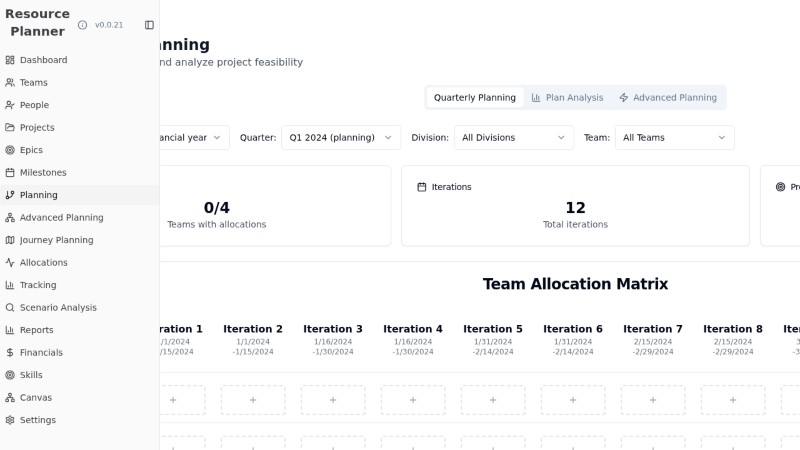 Resource
Planner
v0.0.21
Dashboard
Teams
People
Projects
Epics
Milestones
Planning
Advanced Planning
Journey Planning
Allocations
Tracking
Scenario Analysis
Reports
Financials
Skills
Canvas
Settings
nning
nd analyze project feasibility
Quarterly Planning Plan Analysis Advanced Planning
ancial year Quarter: Q1 2024 (planning) Division: All Divisions Team: All Teams
Iterations
0/4 12
Teams with allocations Total iterations
Team Allocation Matrix
ration 1 Iteration 2 Iteration 3 Iteration 4 Iteration 5 Iteration 6 Iteration 7 Iteration 8 Ite
/1/2024 1/1/2024 1/16/2024 1/16/2024 1/31/2024 1/31/2024 2/15/2024 2/15/2024 3
/15/2024 -1/15/2024 -1/30/2024 -1/30/2024 -2/14/2024 -2/14/2024 -2/29/2024 -2/29/2024 -3
+ + + + + + + +
+ + + + + + + +